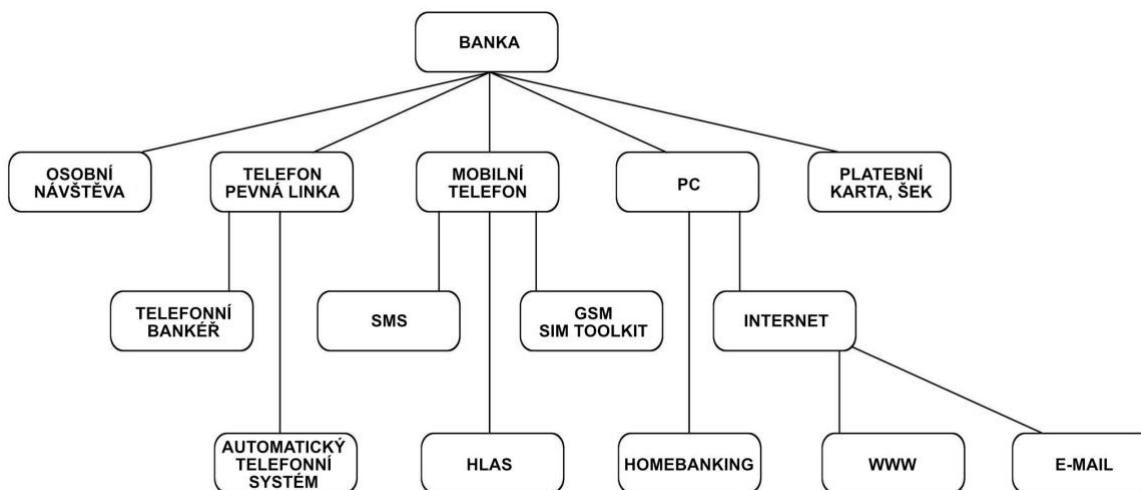 BANKA
OSOBNÍ
NÁVŠTĚVA
TELEFON
PEVNÁ LINKA
MOBILNÍ
TELEFON
PC
PLATEBNÍ
KARTA, ŠEK
TELEFONNÍ
BANKÉŘ
SMS
GSM
SIM TOOLKIT
INTERNET
AUTOMATICKÝ
TELEFONNÍ
SYSTÉM
HLAS
HOMEBANKING
WWW
E-MAIL